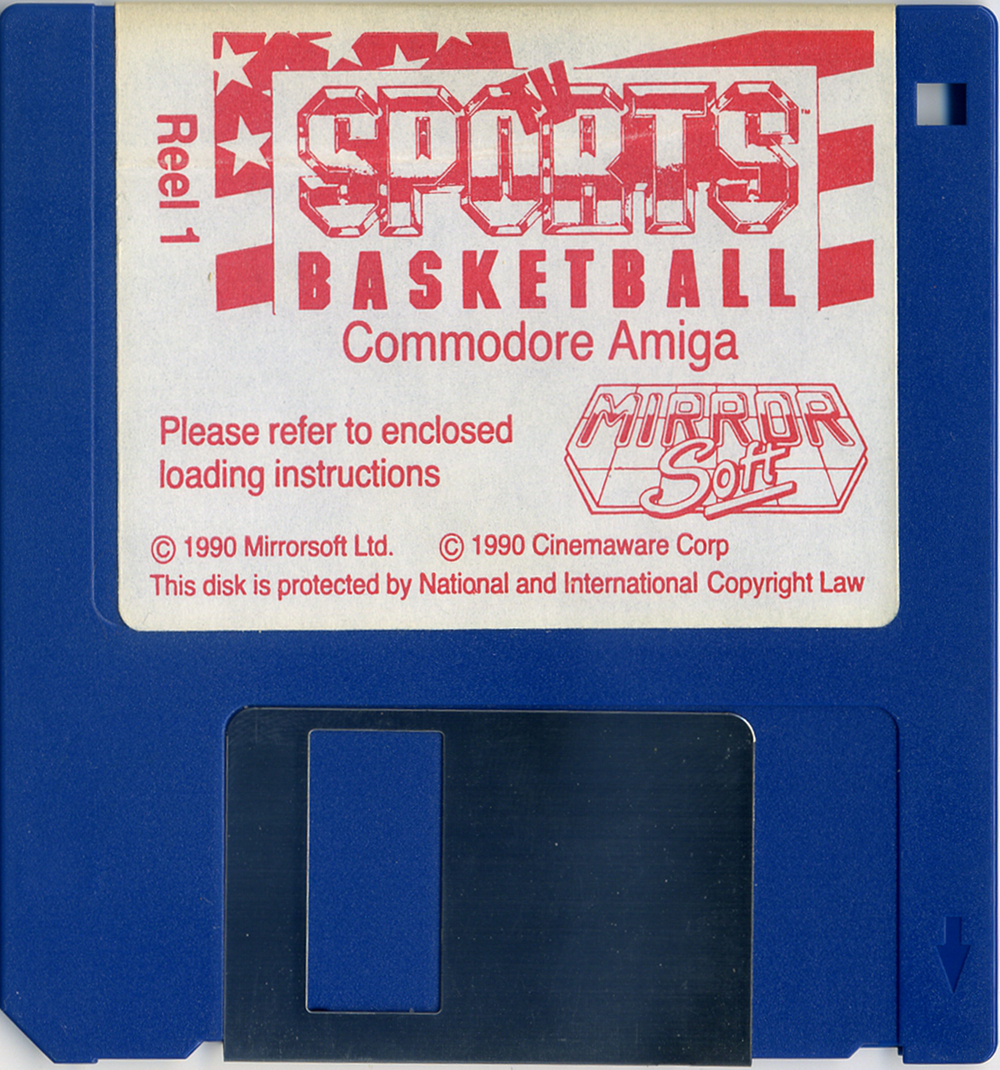 Reel 1
TV
SPORTS™
BASKETBALL
Commodore Amiga
MIRROR
Soft
Please refer to enclosed
loading instructions
© 1990 Mirrorsoft Ltd. © 1990 Cinemaware Corp
This disk is protected by National and International Copyright Law